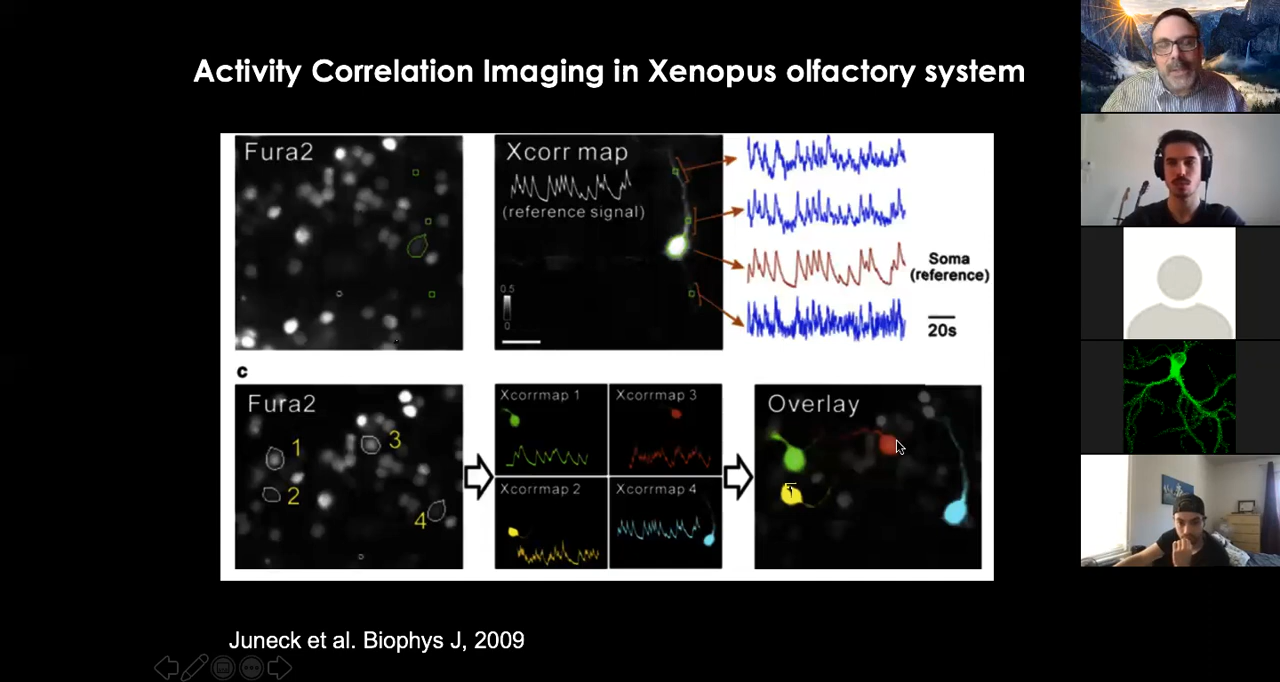 Activity Correlation Imaging in Xenopus olfactory system
Fura2
Xcorr map
(reference signal)
0.5
0
Soma
(reference)
20s
c
Fura2
1
2
3
4
Xcorrmap 1
Xcorrmap 3
Xcorrmap 2
Xcorrmap 4
Overlay
Juneck et al. Biophys J, 2009